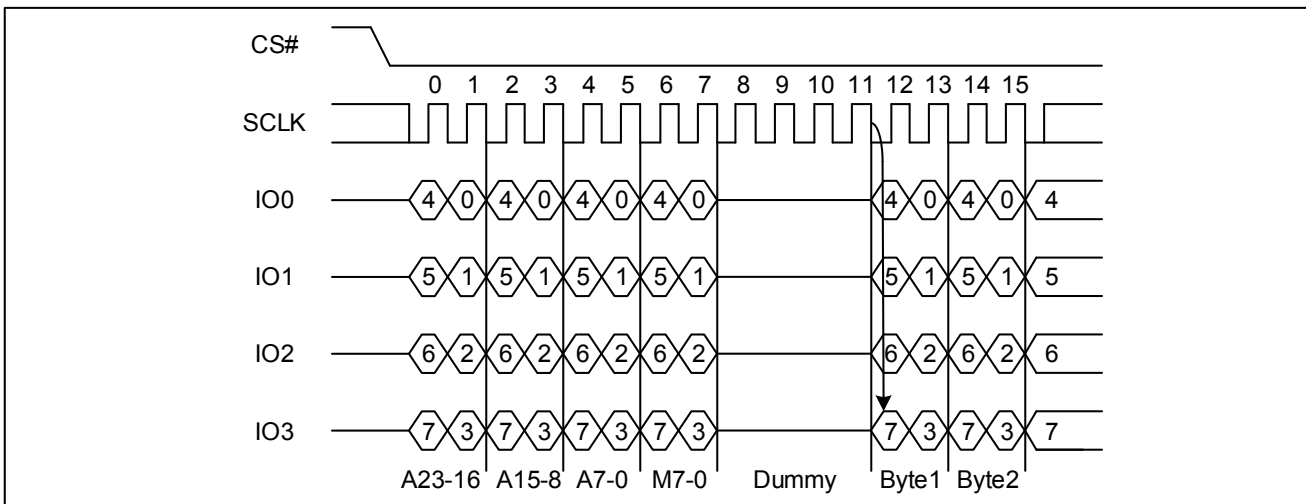 CS#
0 1 2 3 4 5 6 7 8 9 10 11 12 13 14 15
SCLK
IO0 4 0 4 0 4 0 4 0 4 0 4 0 4
IO1 5 1 5 1 5 1 5 1 5 1 5 1 5
IO2 6 2 6 2 6 2 6 2 6 2 6 2 6
IO3 7 3 7 3 7 3 7 3 7 3 7 3 7
A23-16 A15-8 A7-0 M7-0 Dummy Byte1 Byte2